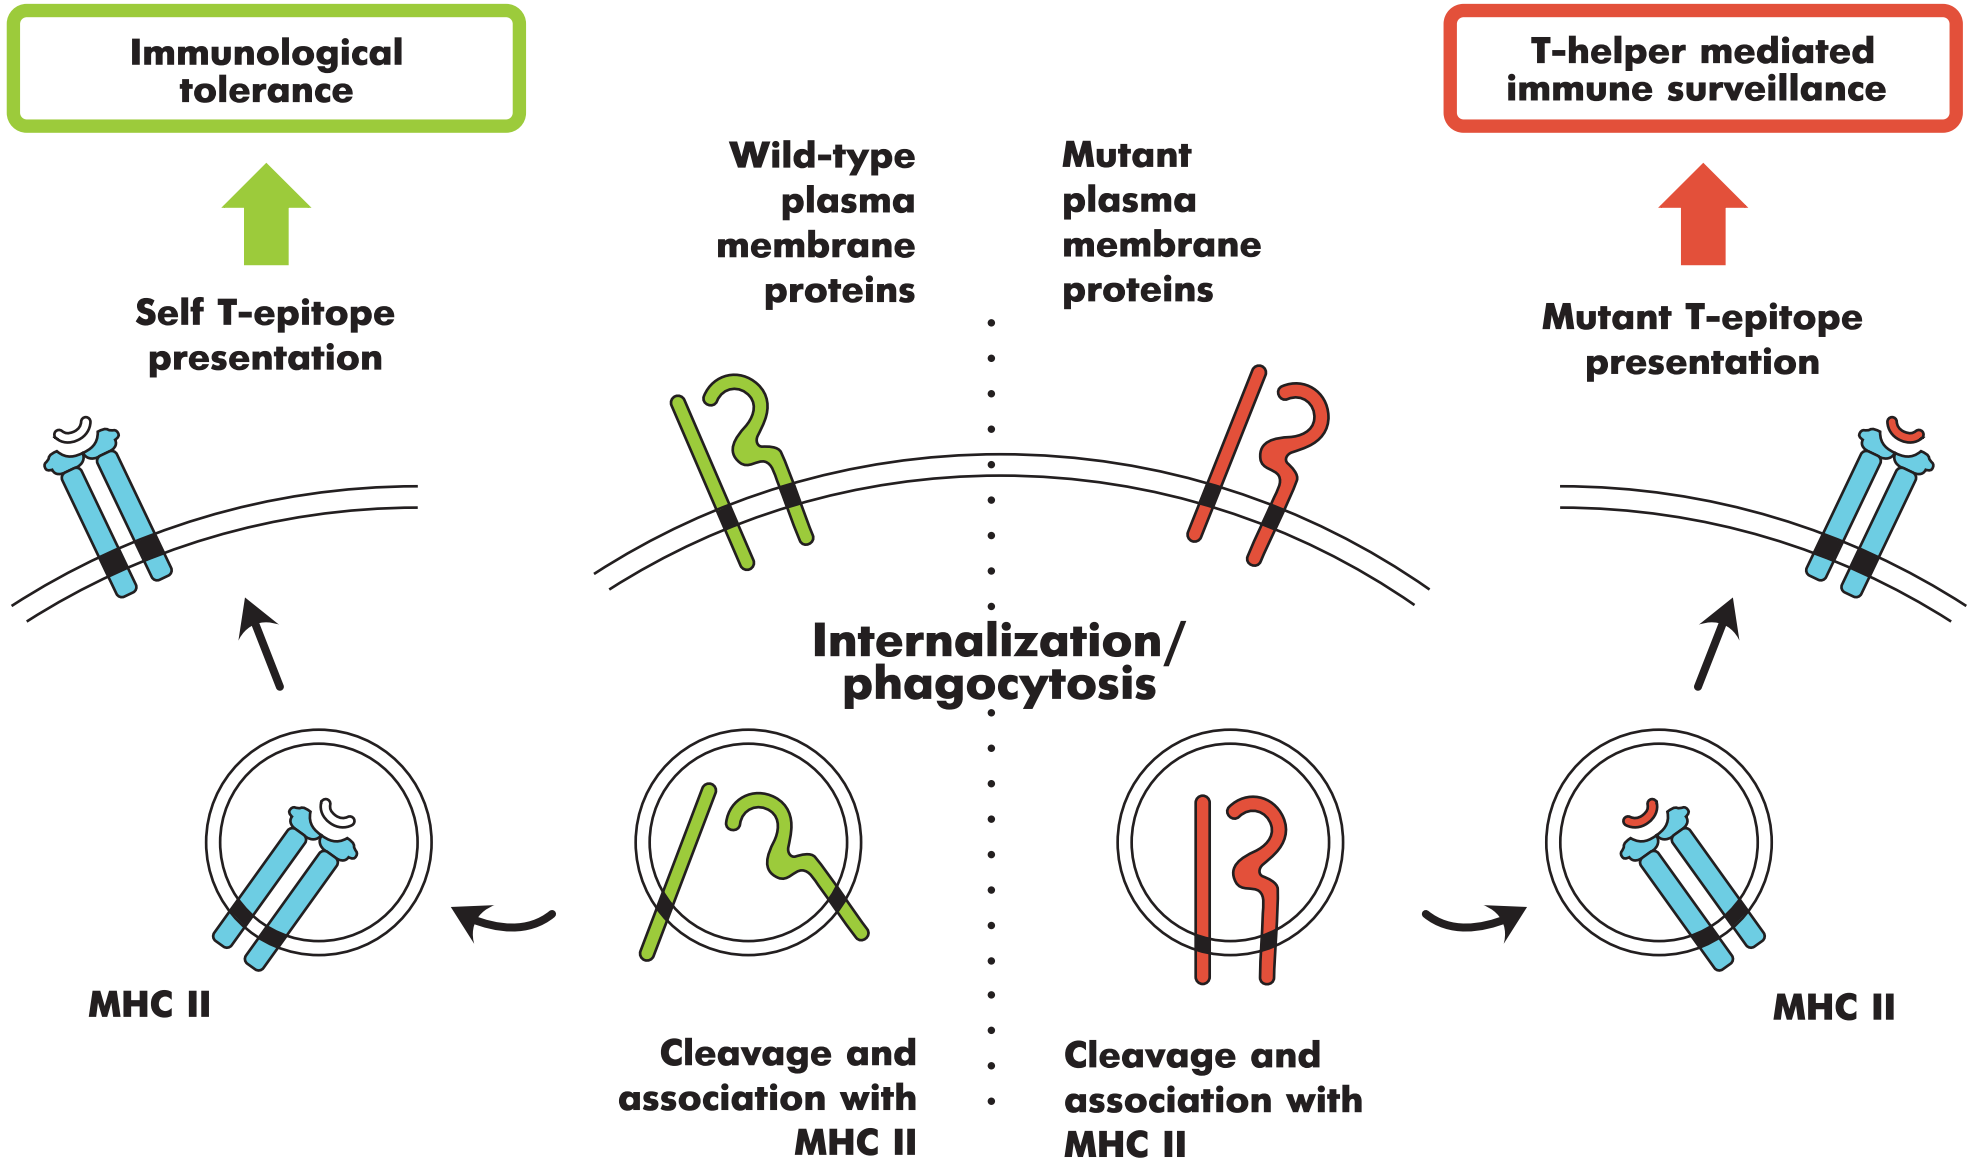 Immunological
tolerance
T-helper mediated
immune surveillance
Wild-type
plasma
membrane
proteins
Mutant
plasma
membrane
proteins
Self T-epitope
presentation
Mutant T-epitope
presentation
Internalization/
phagocytosis
MHC II
MHC II
Cleavage and
association with
MHC II
Cleavage and
association with
MHC II